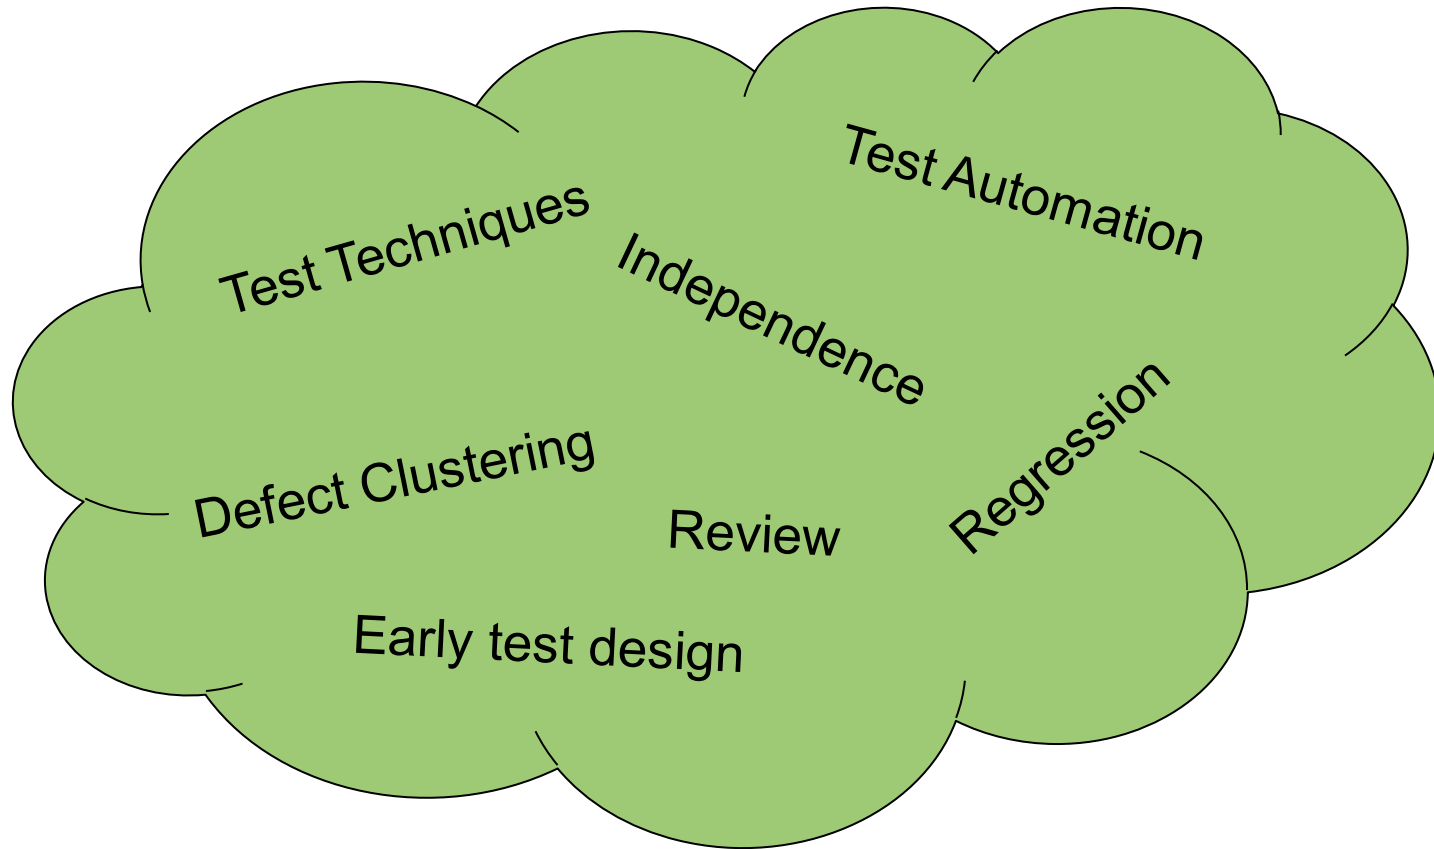 Test Automation
Test Techniques
Independence
Regression
Defect Clustering
Review
Early test design